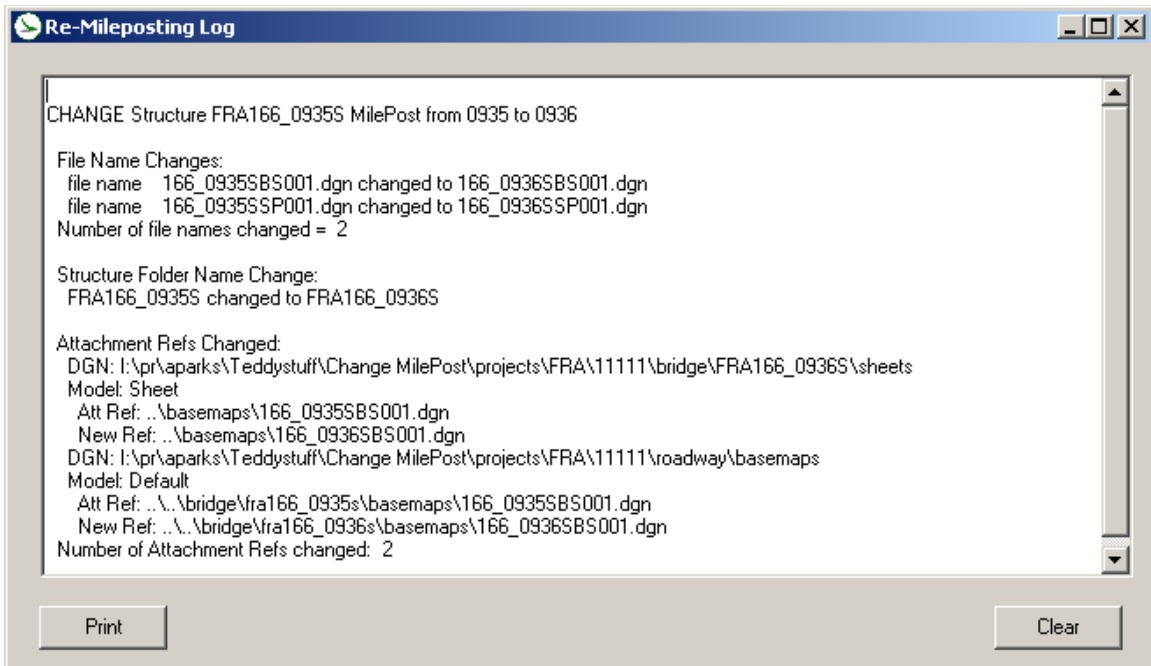 Re-Mileposting Log
CHANGE Structure FRA166_0935S MilePost from 0935 to 0936
File Name Changes:
file name 166_0935SBS001.dgn changed to 166_0936SBS001.dgn
file name 166_0935SSP001.dgn changed to 166_0936SSP001.dgn
Number of file names changed = 2
Structure Folder Name Change:
FRA166_0935S changed to FRA166_0936S
Attachment Refs Changed:
DGN: I:\pr\aparks\Teddystuff\Change MilePost\projects\FRA\11111\bridge\FRA166_0936S\sheets
Model: Sheet
Att Ref: ..\basemaps\166_0935SBS001.dgn
New Ref: ..\basemaps\166_0936SBS001.dgn
DGN: I:\pr\aparks\Teddystuff\Change MilePost\projects\FRA\11111\roadway\basemaps
Model: Default
Att Ref: ..\..\bridge\fra166_0935s\basemaps\166_0935SBS001.dgn
New Ref: ..\..\bridge\fra166_0936s\basemaps\166_0936SBS001.dgn
Number of Attachment Refs changed: 2
Print
Clear